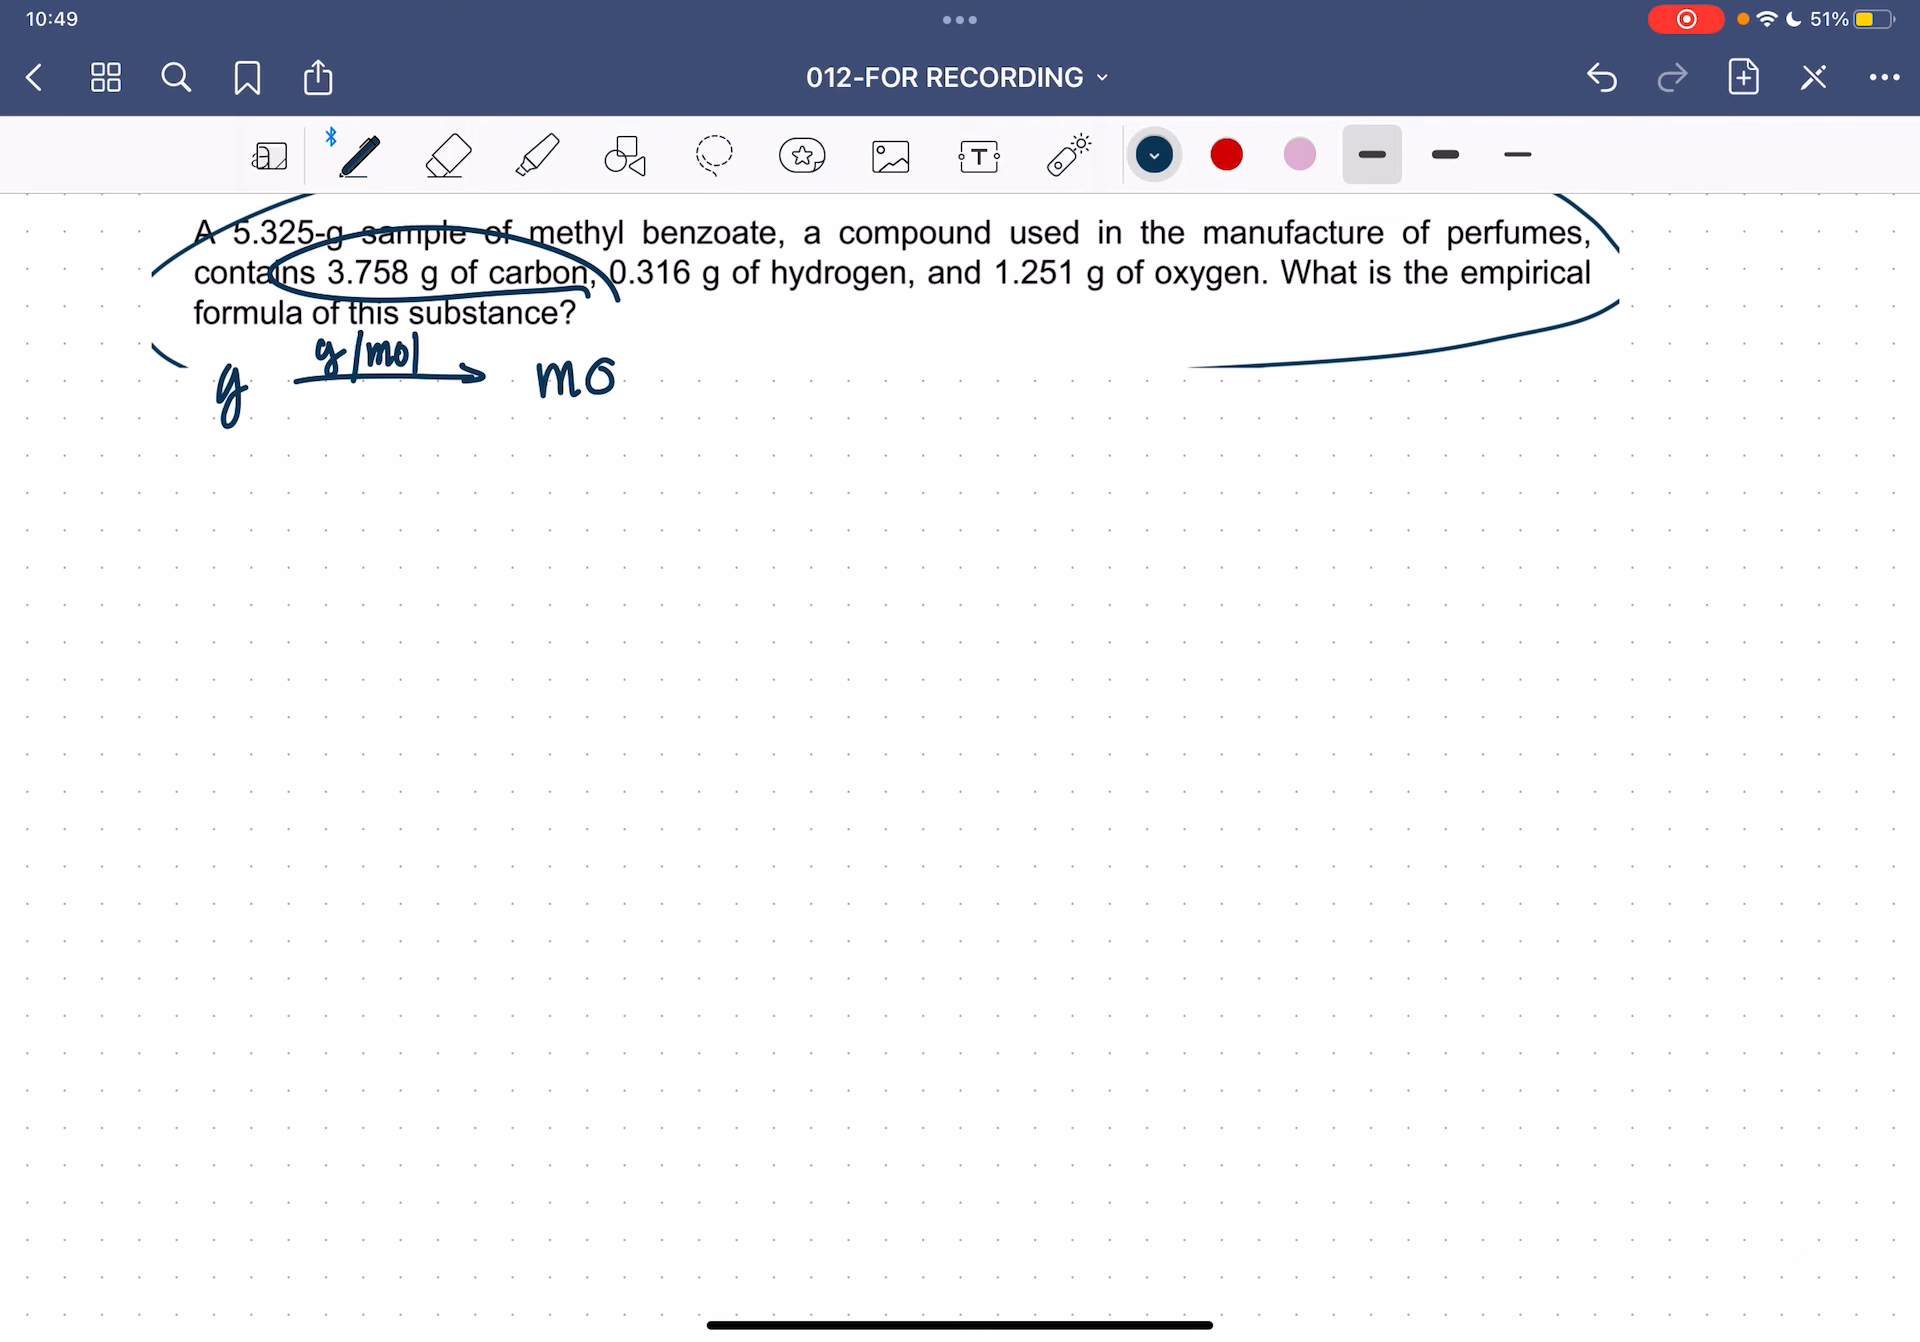 10:49
51%
012-FOR RECORDING
T
A 5.325-g sample of methyl benzoate, a compound used in the manufacture of perfumes,
contains 3.758 g of carbon, 0.316 g of hydrogen, and 1.251 g of oxygen. What is the empirical
formula of this substance?
g/mol
g mo